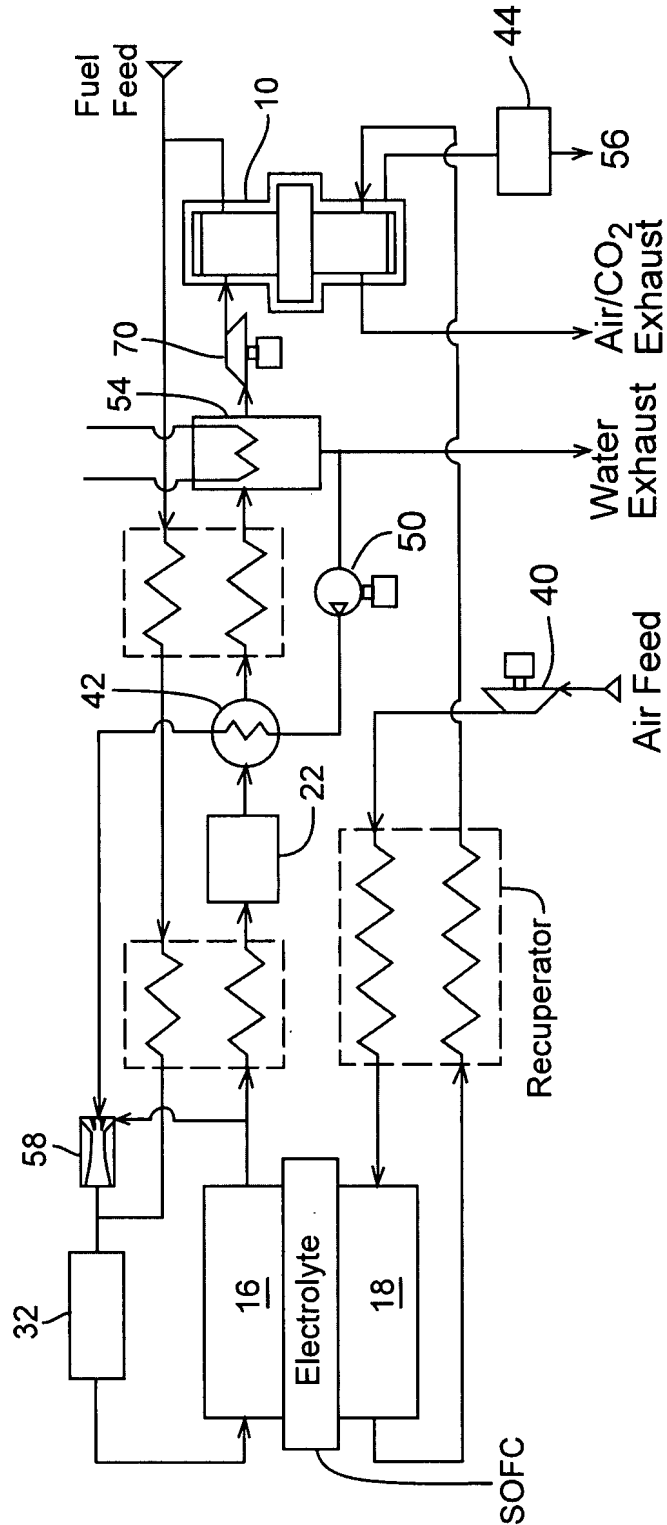 Fuel
Feed
10
44
56
Air/CO2
Exhaust
70
54
Water
Exhaust
50
42
40
Air Feed
22
Recuperator
58
32
16
Electrolyte
18
SOFC